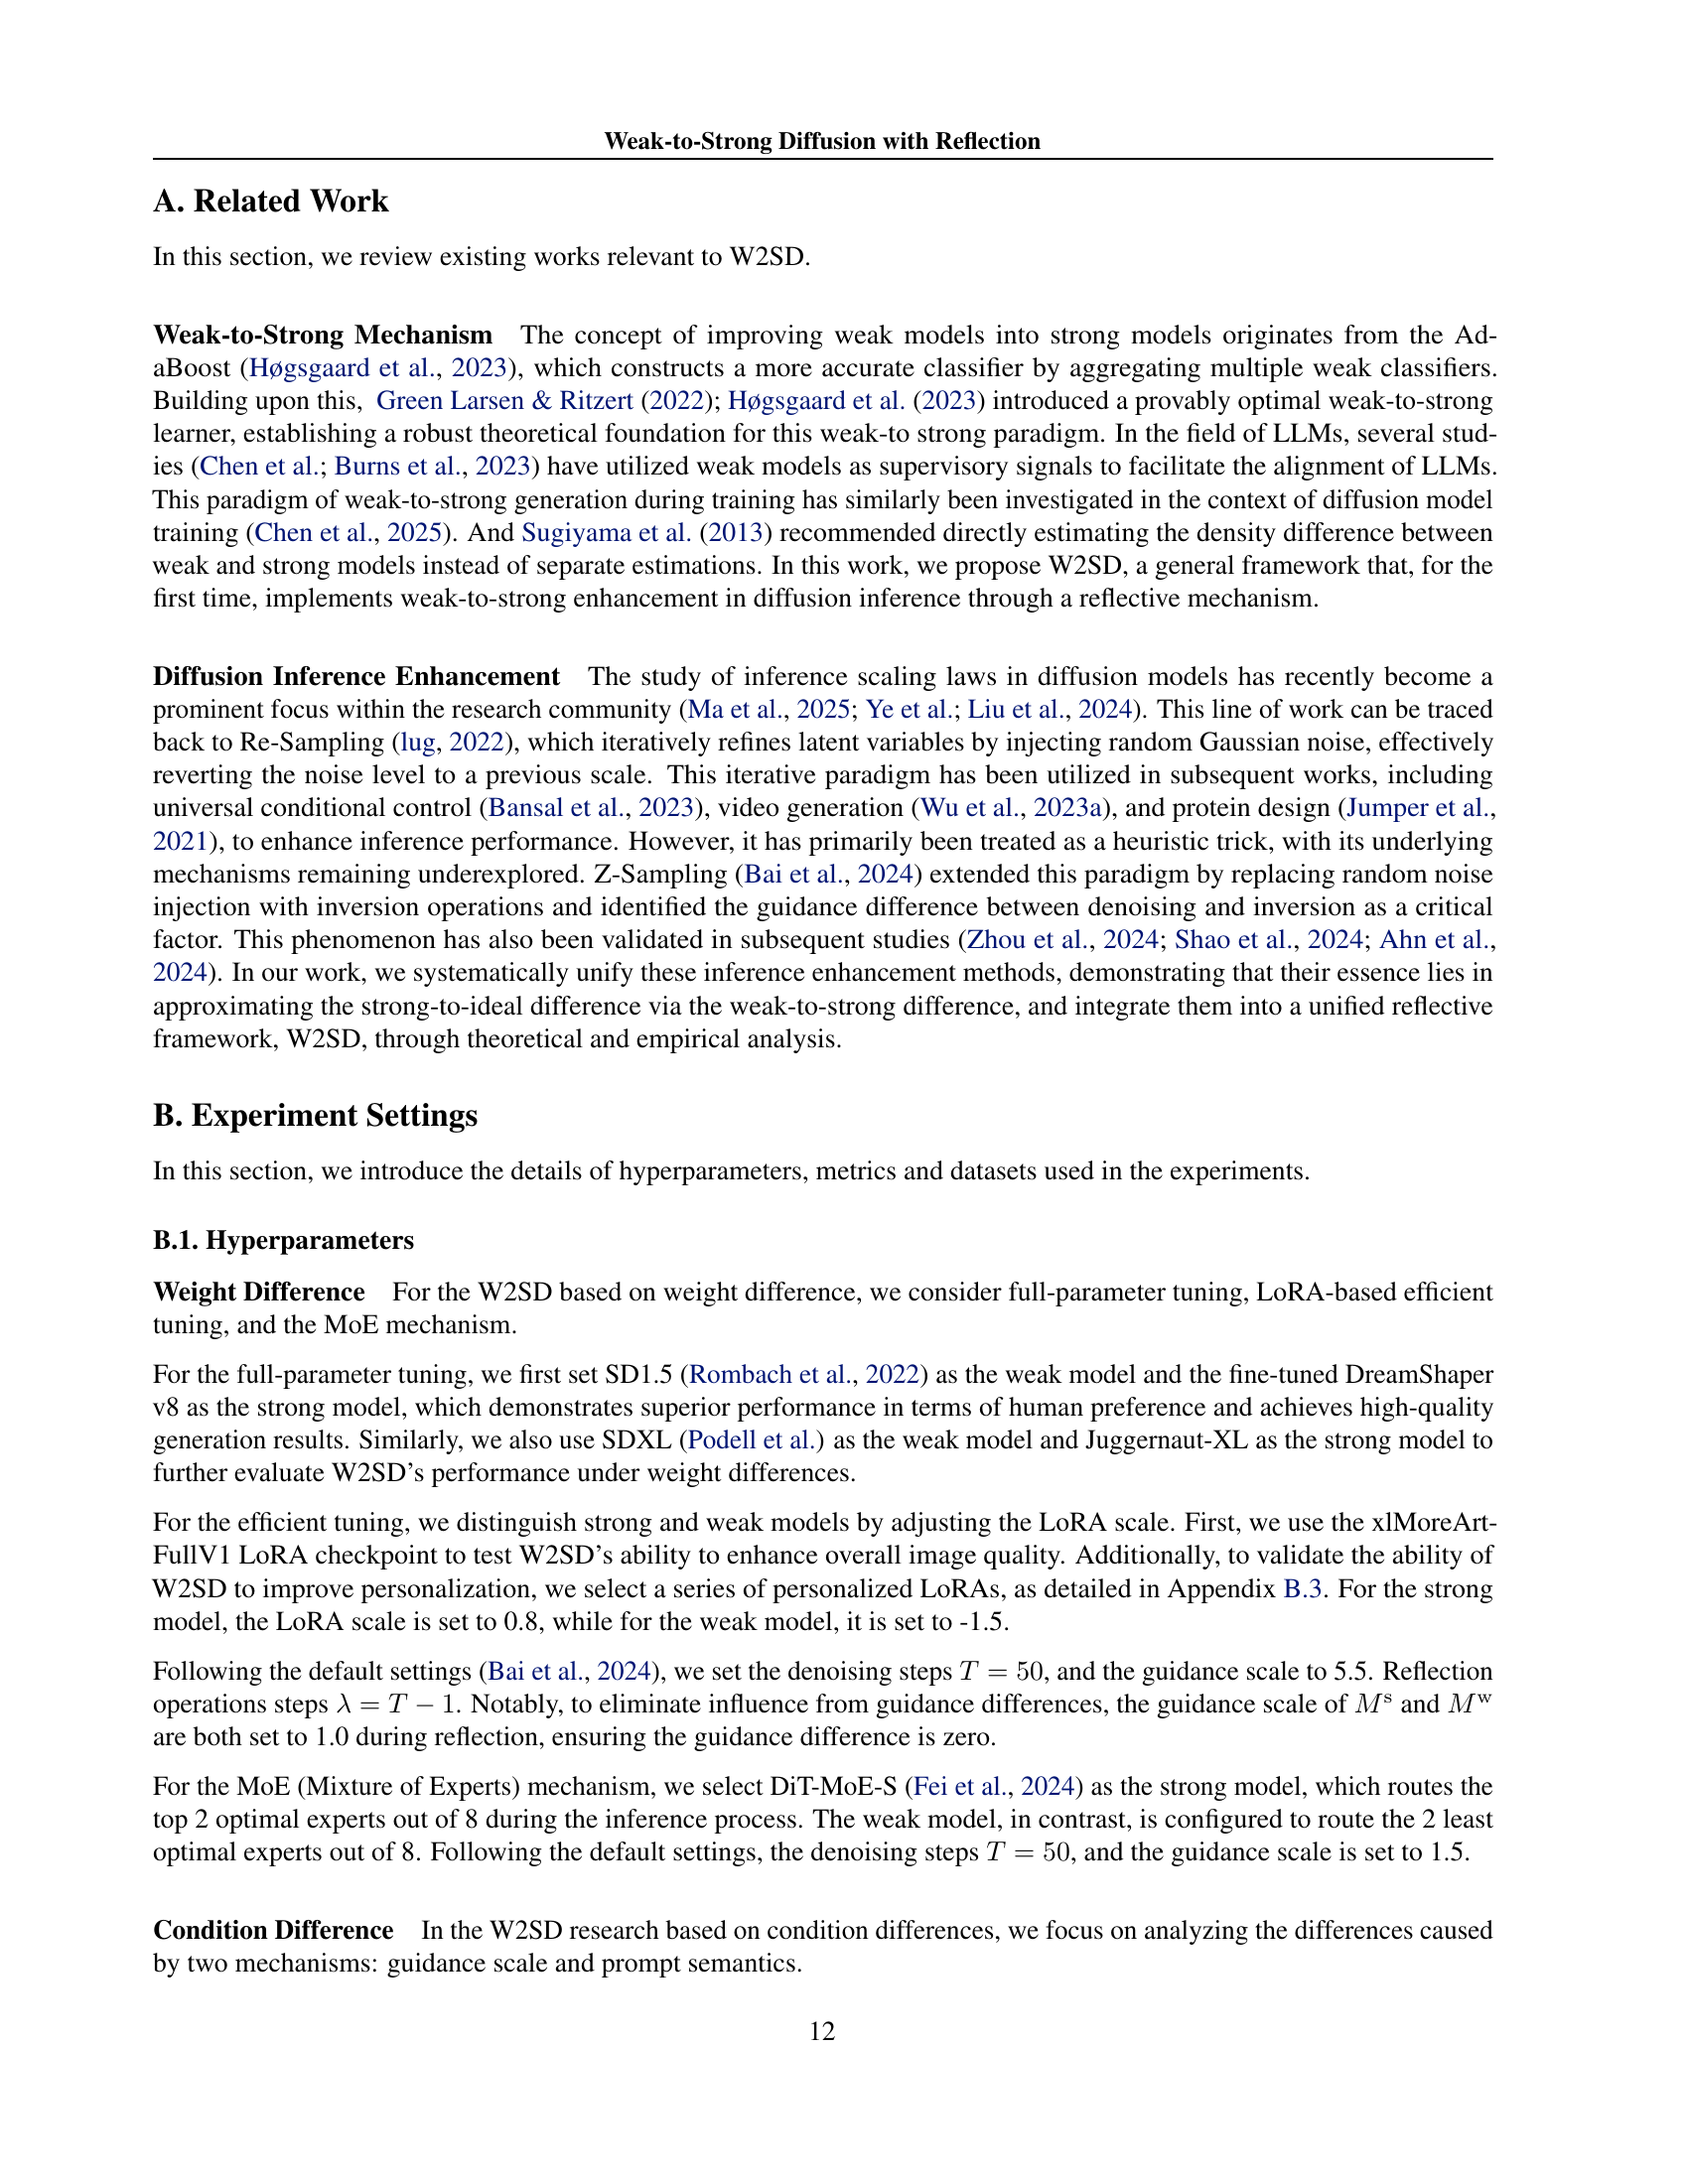 Weak-to-Strong Diffusion with Reflection
A. Related Work
In this section, we review existing works relevant to W2SD.
Weak-to-Strong Mechanism The concept of improving weak models into strong models originates from the Ad-
aBoost (Høgsgaard et al., 2023), which constructs a more accurate classifier by aggregating multiple weak classifiers.
Building upon this, Green Larsen & Ritzert (2022); Høgsgaard et al. (2023) introduced a provably optimal weak-to-strong
learner, establishing a robust theoretical foundation for this weak-to strong paradigm. In the field of LLMs, several stud-
ies (Chen et al.; Burns et al., 2023) have utilized weak models as supervisory signals to facilitate the alignment of LLMs.
This paradigm of weak-to-strong generation during training has similarly been investigated in the context of diffusion model
training (Chen et al., 2025). And Sugiyama et al. (2013) recommended directly estimating the density difference between
weak and strong models instead of separate estimations. In this work, we propose W2SD, a general framework that, for the
first time, implements weak-to-strong enhancement in diffusion inference through a reflective mechanism.
Diffusion Inference Enhancement The study of inference scaling laws in diffusion models has recently become a
prominent focus within the research community (Ma et al., 2025; Ye et al.; Liu et al., 2024). This line of work can be traced
back to Re-Sampling (lug, 2022), which iteratively refines latent variables by injecting random Gaussian noise, effectively
reverting the noise level to a previous scale. This iterative paradigm has been utilized in subsequent works, including
universal conditional control (Bansal et al., 2023), video generation (Wu et al., 2023a), and protein design (Jumper et al.,
2021), to enhance inference performance. However, it has primarily been treated as a heuristic trick, with its underlying
mechanisms remaining underexplored. Z-Sampling (Bai et al., 2024) extended this paradigm by replacing random noise
injection with inversion operations and identified the guidance difference between denoising and inversion as a critical
factor. This phenomenon has also been validated in subsequent studies (Zhou et al., 2024; Shao et al., 2024; Ahn et al.,
2024). In our work, we systematically unify these inference enhancement methods, demonstrating that their essence lies in
approximating the strong-to-ideal difference via the weak-to-strong difference, and integrate them into a unified reflective
framework, W2SD, through theoretical and empirical analysis.
B. Experiment Settings
In this section, we introduce the details of hyperparameters, metrics and datasets used in the experiments.
B.1. Hyperparameters
Weight Difference For the W2SD based on weight difference, we consider full-parameter tuning, LoRA-based efficient
tuning, and the MoE mechanism.
For the full-parameter tuning, we first set SD1.5 (Rombach et al., 2022) as the weak model and the fine-tuned DreamShaper
v8 as the strong model, which demonstrates superior performance in terms of human preference and achieves high-quality
generation results. Similarly, we also use SDXL (Podell et al.) as the weak model and Juggernaut-XL as the strong model to
further evaluate W2SD's performance under weight differences.
For the efficient tuning, we distinguish strong and weak models by adjusting the LoRA scale. First, we use the xlMoreArt-
FullV1 LoRA checkpoint to test W2SD's ability to enhance overall image quality. Additionally, to validate the ability of
W2SD to improve personalization, we select a series of personalized LoRAs, as detailed in Appendix B.3. For the strong
model, the LoRA scale is set to 0.8, while for the weak model, it is set to -1.5.
Following the default settings (Bai et al., 2024), we set the denoising steps T = 50, and the guidance scale to 5.5. Reflection
operations steps λ = T − 1. Notably, to eliminate influence from guidance differences, the guidance scale of Mˢ and Mʷ
are both set to 1.0 during reflection, ensuring the guidance difference is zero.
For the MoE (Mixture of Experts) mechanism, we select DiT-MoE-S (Fei et al., 2024) as the strong model, which routes the
top 2 optimal experts out of 8 during the inference process. The weak model, in contrast, is configured to route the 2 least
optimal experts out of 8. Following the default settings, the denoising steps T = 50, and the guidance scale is set to 1.5.
Condition Difference In the W2SD research based on condition differences, we focus on analyzing the differences caused
by two mechanisms: guidance scale and prompt semantics.
12